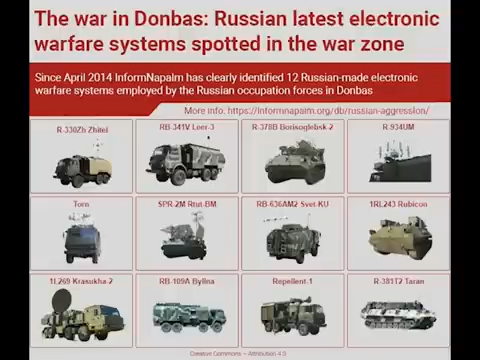 The war in Donbas: Russian latest electronic
warfare systems spotted in the war zone
Since April 2014 InformNapalm has clearly identified 12 Russian-made electronic
warfare systems employed by the Russian occupation forces in Donbas
More info: https://informnapalm.org/db/russian-aggression/
R-330Zh Zhitel
RB-341V Leer-3
R-378B Borisoglebsk-2
R-934UM
Torn
SPR-2M Rtut-BM
RB-636AM2 Svet-KU
1RL243 Rubicon
1L269 Krasukha-2
RB-109A Bylina
Repellent-1
R-381T2 Taran
Creative Commons – Attribution 4.0